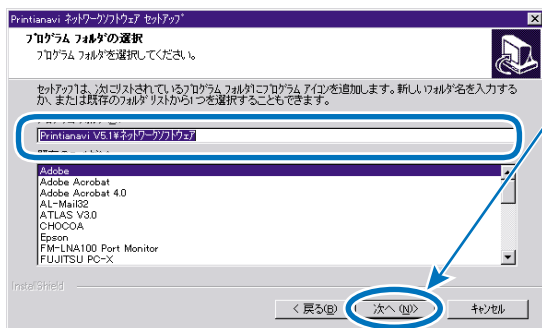 Printianavi ネットワークソフトウェア セットアップ
プログラム フォルダの選択
プログラム フォルダを選択してください。
セットアップは、次にリストされているプログラム フォルダにプログラム アイコンを追加します。新しいフォルダ名を入力する
か、または既存のフォルダ リストから1つを選択することもできます。
Printianavi V5.1¥ネットワークソフトウェア
Adobe
Adobe Acrobat
Adobe Acrobat 4.0
AL-Mail32
ATLAS V3.0
CHOCOA
Epson
FM-LNA100 Port Monitor
FUJITSU PC-X
InstallShield
< 戻る(B)
次へ (N)>
キャンセル